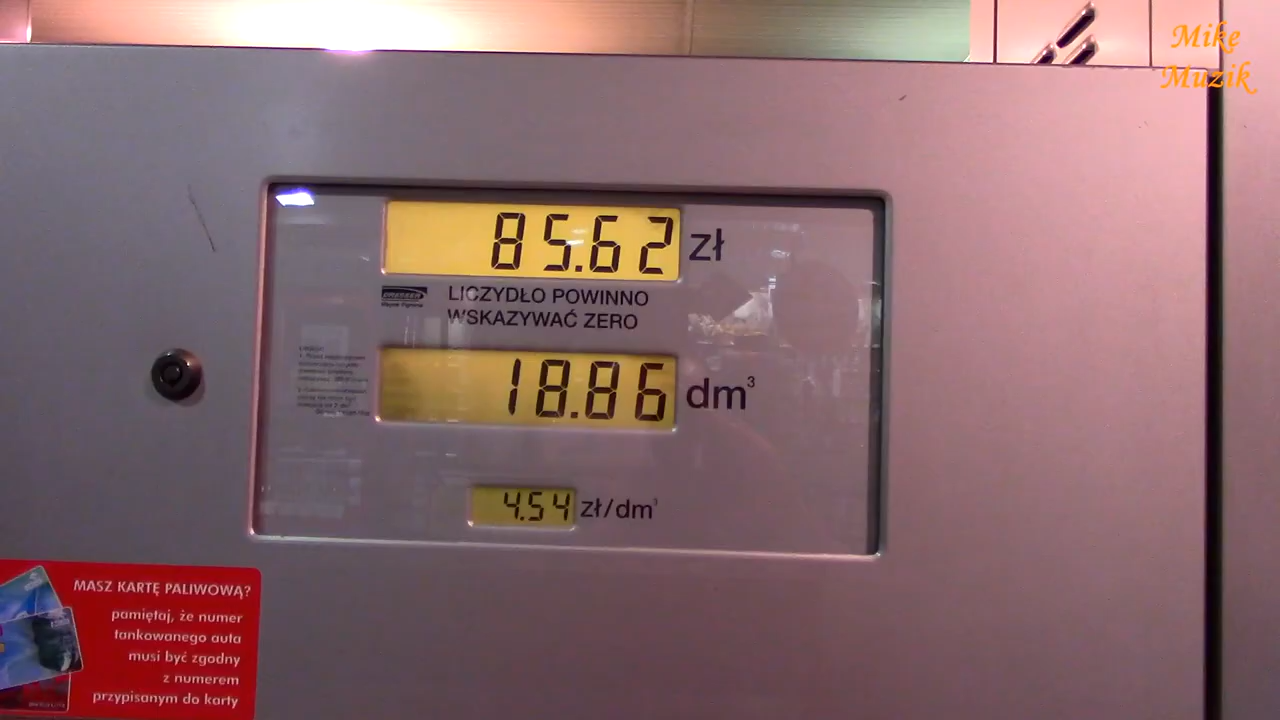 Mike
Muzik
85.62 zł
DRESSER
LICZYDŁO POWINNO
WSKAZYWAĆ ZERO
18.86 dm³
4.54 zł/dm³
MASZ KARTĘ PALIWOWĄ?
pamiętaj, że numer
tankowanego auta
musi być zgodny
z numerem
przypisanym do karty